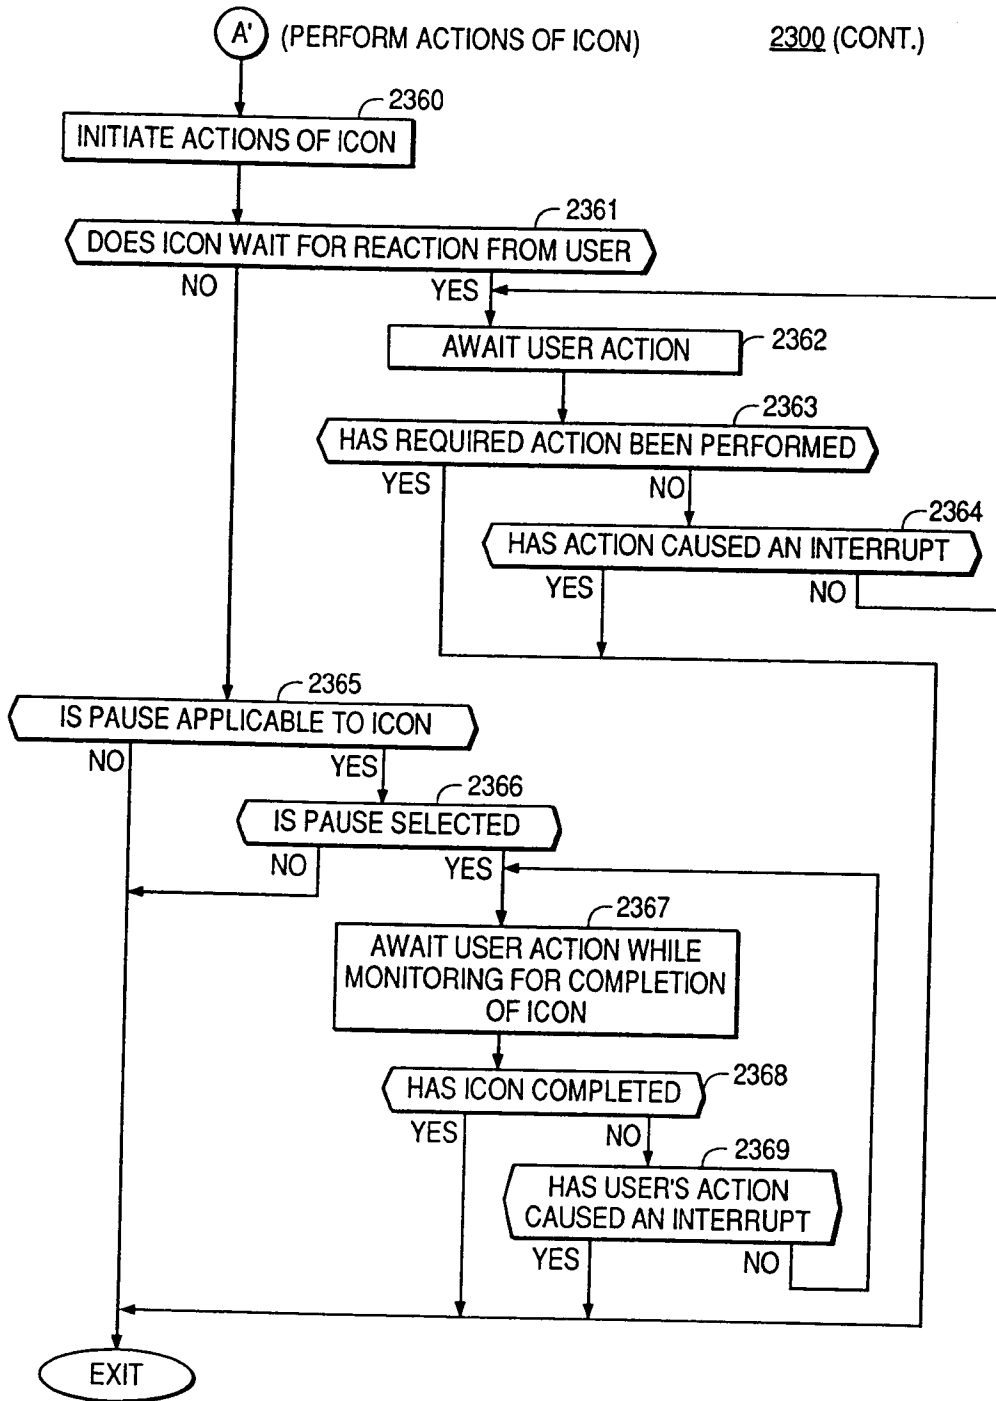 A' (PERFORM ACTIONS OF ICON) 2300 (CONT.)
2360
INITIATE ACTIONS OF ICON
2361
DOES ICON WAIT FOR REACTION FROM USER
NO YES
AWAIT USER ACTION 2362
2363
HAS REQUIRED ACTION BEEN PERFORMED
YES NO
2364
HAS ACTION CAUSED AN INTERRUPT
YES NO
2365
IS PAUSE APPLICABLE TO ICON
NO YES
2366
IS PAUSE SELECTED
NO YES
2367
AWAIT USER ACTION WHILE
MONITORING FOR COMPLETION
OF ICON
HAS ICON COMPLETED 2368
YES NO
2369
HAS USER'S ACTION
CAUSED AN INTERRUPT
YES NO
EXIT